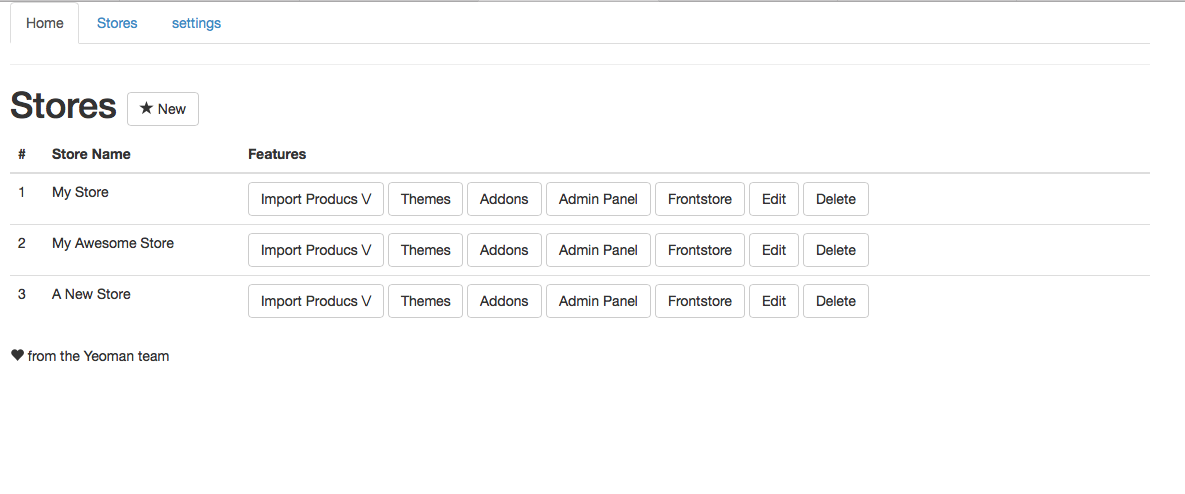 Home Stores settings
Stores ★ New
# Store Name Features
1 My Store Import Producs V Themes Addons Admin Panel Frontstore Edit Delete
2 My Awesome Store Import Producs V Themes Addons Admin Panel Frontstore Edit Delete
3 A New Store Import Producs V Themes Addons Admin Panel Frontstore Edit Delete
♥ from the Yeoman team